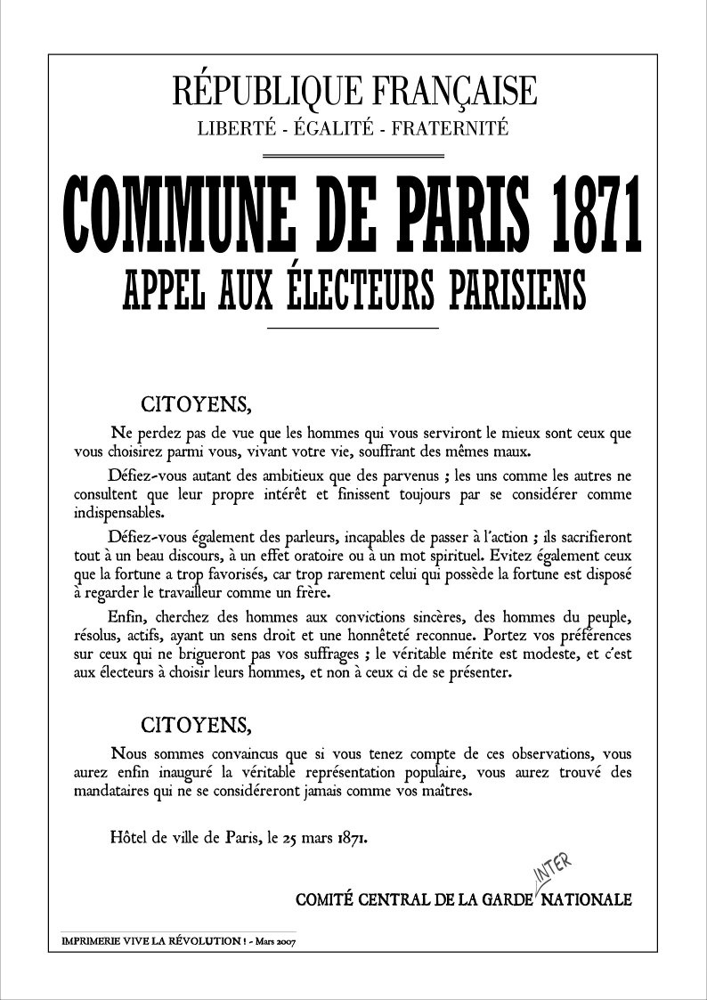 RÉPUBLIQUE FRANÇAISE
LIBERTÉ - ÉGALITÉ - FRATERNITÉ
COMMUNE DE PARIS 1871
APPEL AUX ÉLECTEURS PARISIENS
CITOYENS,
Ne perdez pas de vue que les hommes qui vous serviront le mieux sont ceux que
vous choisirez parmi vous, vivant votre vie, souffrant des mêmes maux.
Défiez-vous autant des ambitieux que des parvenus ; les uns comme les autres ne
consultent que leur propre intérêt et finissent toujours par se considérer comme
indispensables.
Défiez-vous également des parleurs, incapables de passer à l'action ; ils sacrifieront
tout à un beau discours, à un effet oratoire ou à un mot spirituel. Evitez également ceux
que la fortune a trop favorisés, car trop rarement celui qui possède la fortune est disposé
à regarder le travailleur comme un frère.
Enfin, cherchez des hommes aux convictions sincères, des hommes du peuple,
résolus, actifs, ayant un sens droit et une honnêteté reconnue. Portez vos préférences
sur ceux qui ne brigueront pas vos suffrages ; le véritable mérite est modeste, et c'est
aux électeurs à choisir leurs hommes, et non à ceux ci de se présenter.
CITOYENS,
Nous sommes convaincus que si vous tenez compte de ces observations, vous
aurez enfin inauguré la véritable représentation populaire, vous aurez trouvé des
mandataires qui ne se considéreront jamais comme vos maîtres.
Hôtel de ville de Paris, le 25 mars 1871.
INTER
COMITÉ CENTRAL DE LA GARDE NATIONALE
IMPRIMERIE VIVE LA RÉVOLUTION ! - Mars 2007